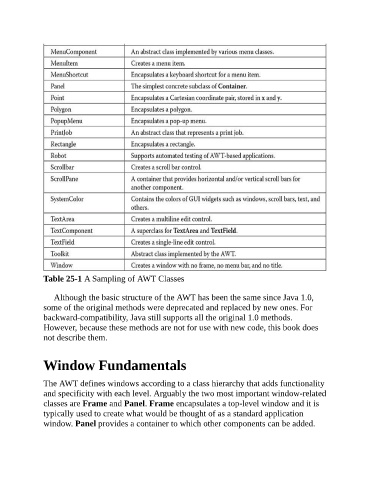 MenuComponent An abstract class implemented by various menu classes.
MenuItem Creates a menu item.
MenuShortcut Encapsulates a keyboard shortcut for a menu item.
Panel The simplest concrete subclass of Container.
Point Encapsulates a Cartesian coordinate pair, stored in x and y.
Polygon Encapsulates a polygon.
PopupMenu Encapsulates a pop-up menu.
PrintJob An abstract class that represents a print job.
Rectangle Encapsulates a rectangle.
Robot Supports automated testing of AWT-based applications.
Scrollbar Creates a scroll bar control.
ScrollPane A container that provides horizontal and/or vertical scroll bars for
another component.
SystemColor Contains the colors of GUI widgets such as windows, scroll bars, text, and
others.
TextArea Creates a multiline edit control.
TextComponent A superclass for TextArea and TextField.
TextField Creates a single-line edit control.
Toolkit Abstract class implemented by the AWT.
Window Creates a window with no frame, no menu bar, and no title.
Table 25-1 A Sampling of AWT Classes
Although the basic structure of the AWT has been the same since Java 1.0,
some of the original methods were deprecated and replaced by new ones. For
backward-compatibility, Java still supports all the original 1.0 methods.
However, because these methods are not for use with new code, this book does
not describe them.
Window Fundamentals
The AWT defines windows according to a class hierarchy that adds functionality
and specificity with each level. Arguably the two most important window-related
classes are Frame and Panel. Frame encapsulates a top-level window and it is
typically used to create what would be thought of as a standard application
window. Panel provides a container to which other components can be added.